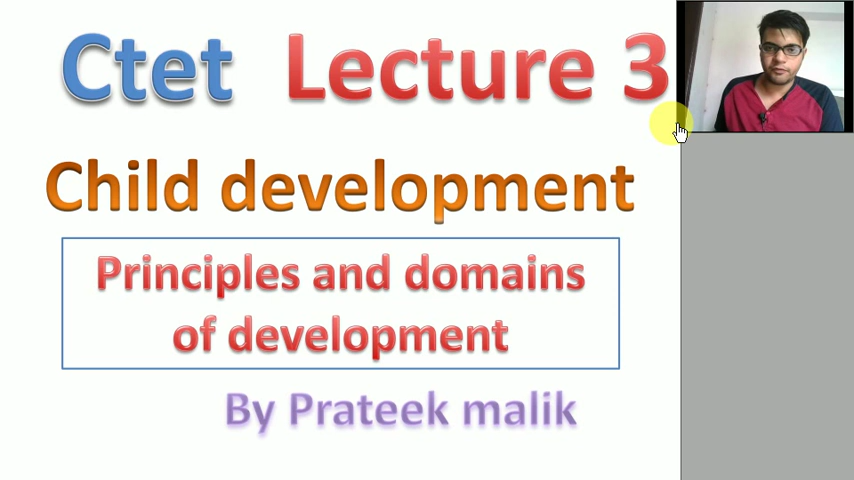 Ctet Lecture 3
Child development
Principles and domains
of development
By Prateek malik